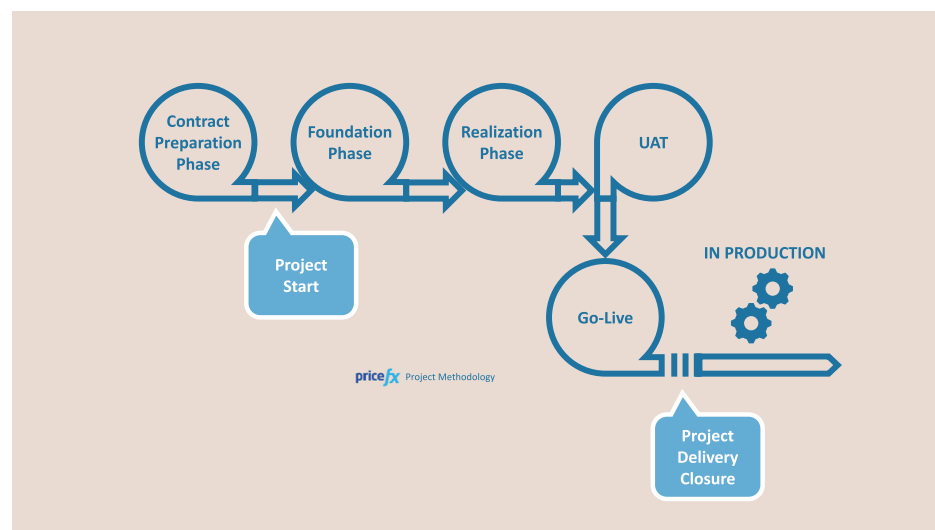 Contract
Preparation
Phase
Foundation
Phase
Realization
Phase
UAT
Project
Start
IN PRODUCTION
Go-Live
pricefx Project Methodology
Project
Delivery
Closure